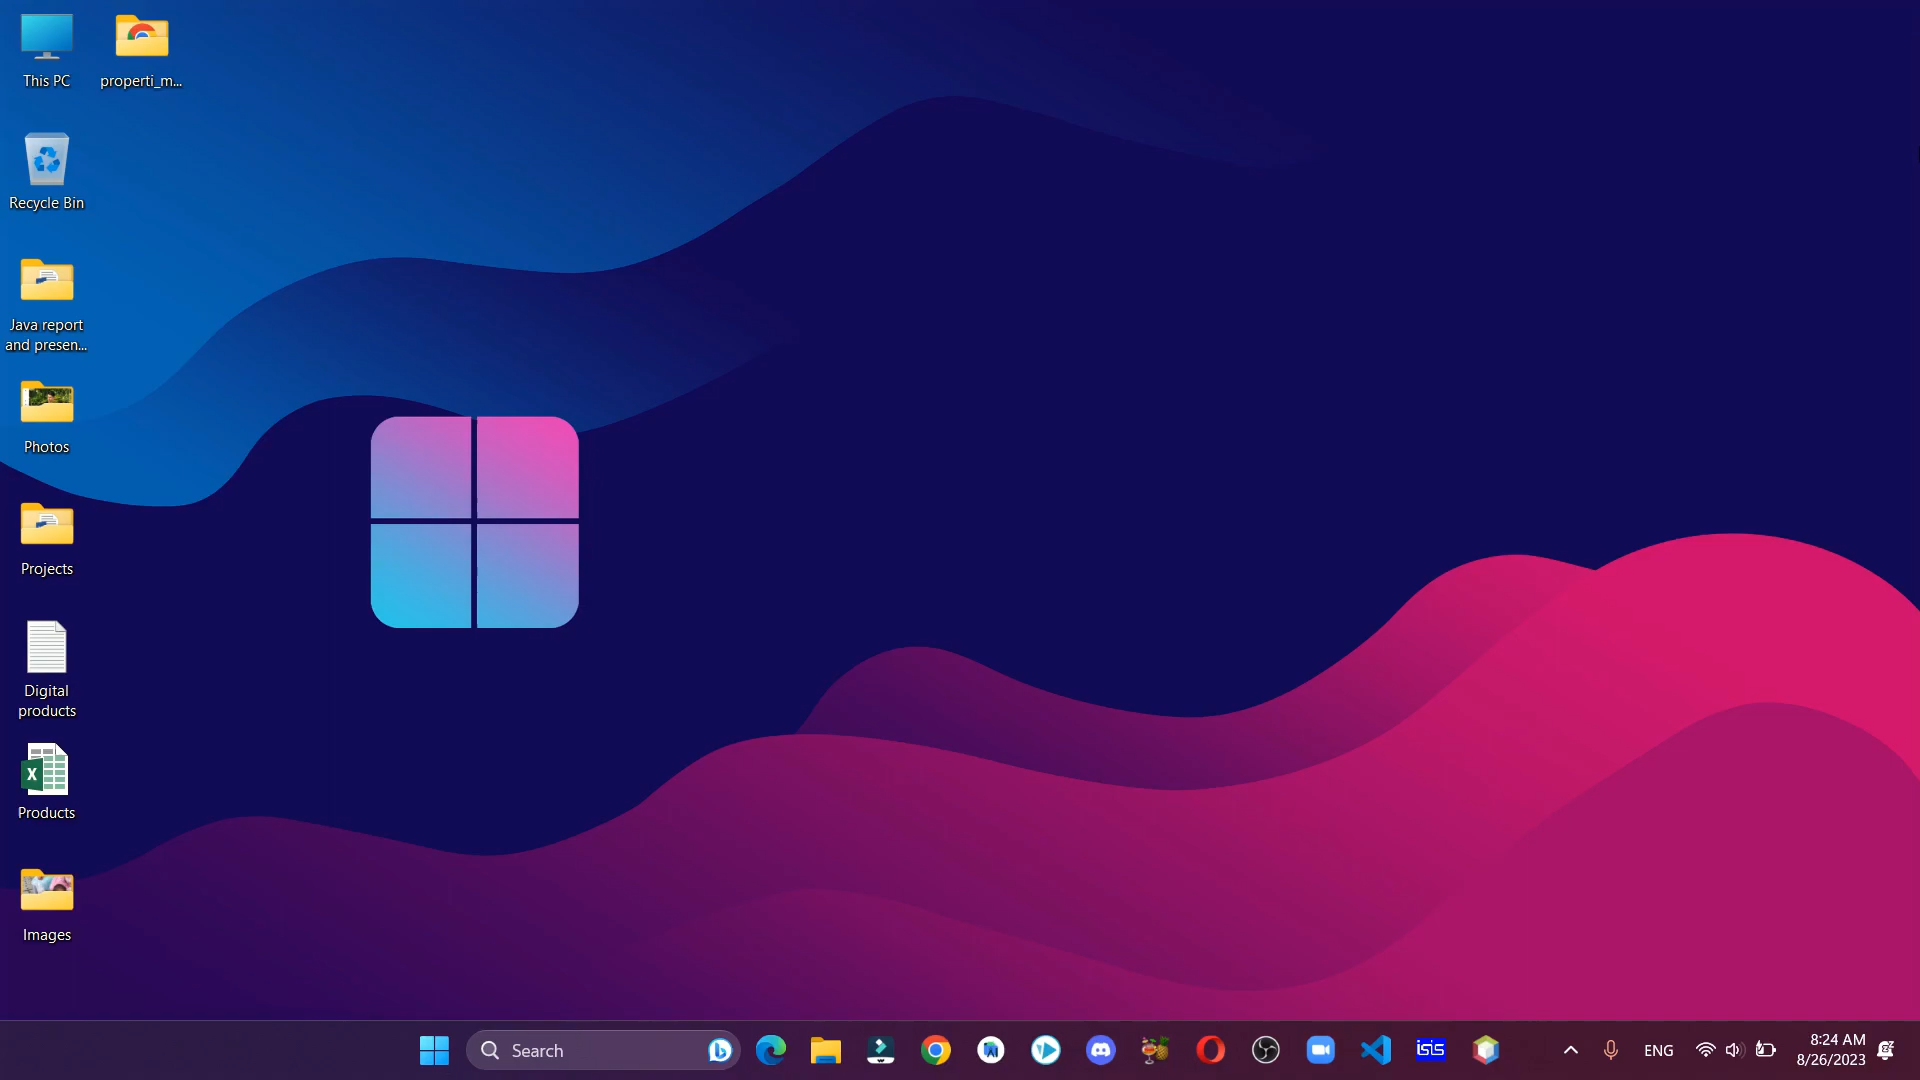 This PC
properti_m...
Recycle Bin
Java report
and presen...
Photos
Projects
Digital
products
X
Products
Images
Search
b
isis
ENG
8:24 AM
8/26/2023